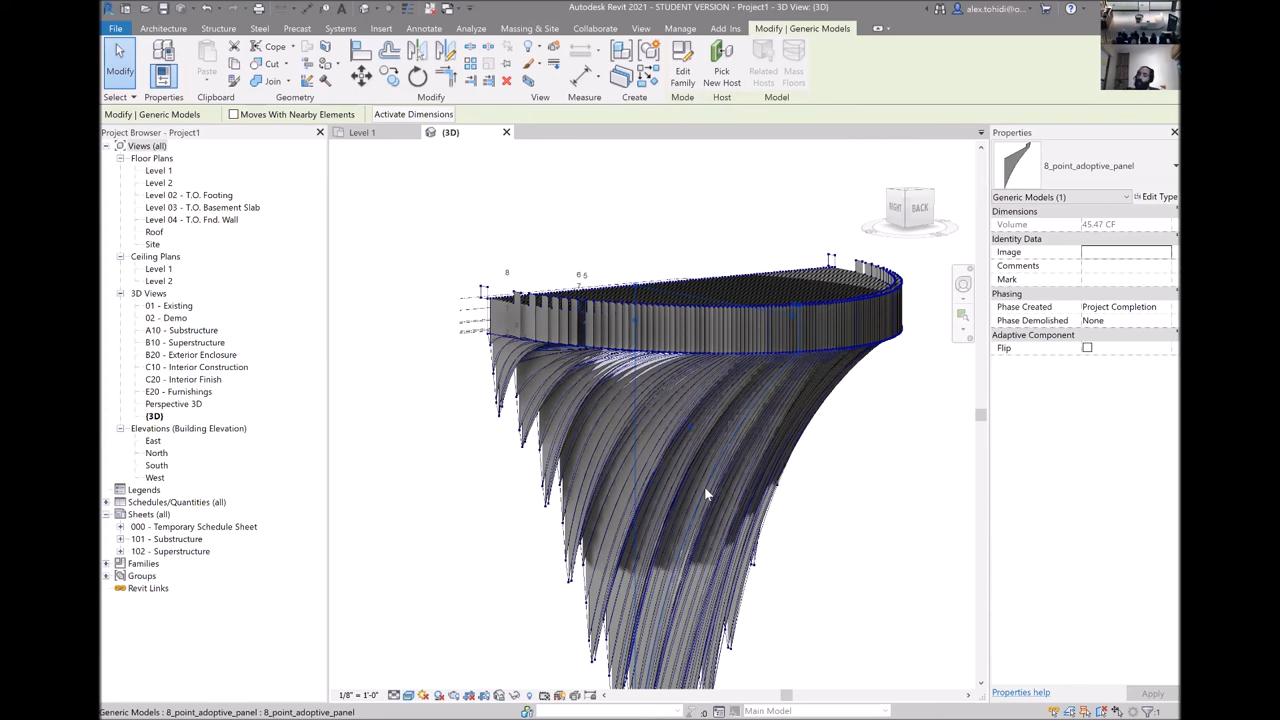 Autodesk Revit 2021 - STUDENT VERSION - Project1 - 3D View: {3D}
alex.tohidi@o...
File Architecture Structure Steel Precast Systems Insert Annotate Analyze Massing & Site Collaborate View Manage Add Ins Modify | Generic Models
Modify
Paste
Cope
Cut
Join
Edit
Family
Pick
New Host
Related
Hosts
Mass
Floors
Select Properties Clipboard Geometry Modify View Measure Create Mode Host Model
Modify | Generic Models
Moves With Nearby Elements
Activate Dimensions
Project Browser - Project1
Views (all)
Floor Plans
Level 1
Level 2
Level 02 - T.O. Footing
Level 03 - T.O. Basement Slab
Level 04 - T.O. Fnd. Wall
Roof
Site
Ceiling Plans
Level 1
Level 2
3D Views
01 - Existing
02 - Demo
A10 - Substructure
B10 - Superstructure
B20 - Exterior Enclosure
C10 - Interior Construction
C20 - Interior Finish
E20 - Furnishings
Perspective 3D
{3D}
Elevations (Building Elevation)
East
North
South
West
Legends
Schedules/Quantities (all)
Sheets (all)
000 - Temporary Schedule Sheet
101 - Substructure
102 - Superstructure
Families
Groups
Revit Links
Level 1
{3D}
RIGHT BACK
8
6 5
7
1/8" = 1'-0"
Properties
8_point_adoptive_panel
Generic Models (1)
Edit Type
Dimensions
Volume 45.47 CF
Identity Data
Image
Comments
Mark
Phasing
Phase Created Project Completion
Phase Demolished None
Adaptive Component
Flip
Properties help
Apply
Generic Models : 8_point_adoptive_panel : 8_point_adoptive_panel
:0
Main Model
:1